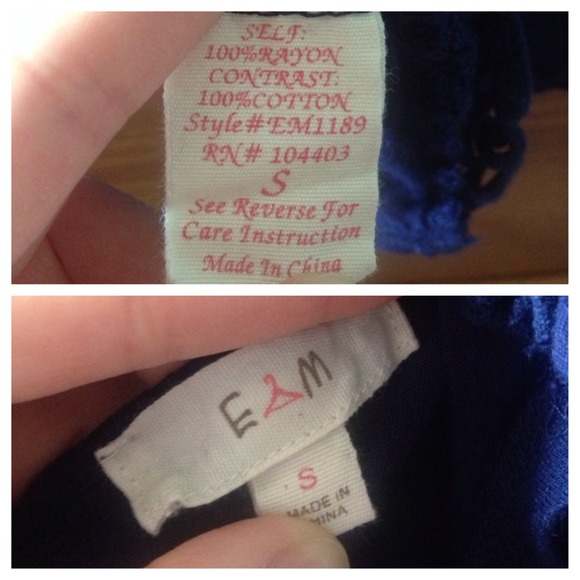 SELF:
100%RAYON
CONTRAST:
100%COTTON
Style#EM1189
RN# 104403
S
See Reverse For
Care Instruction
Made In China
E M
S
MADE IN
CHINA